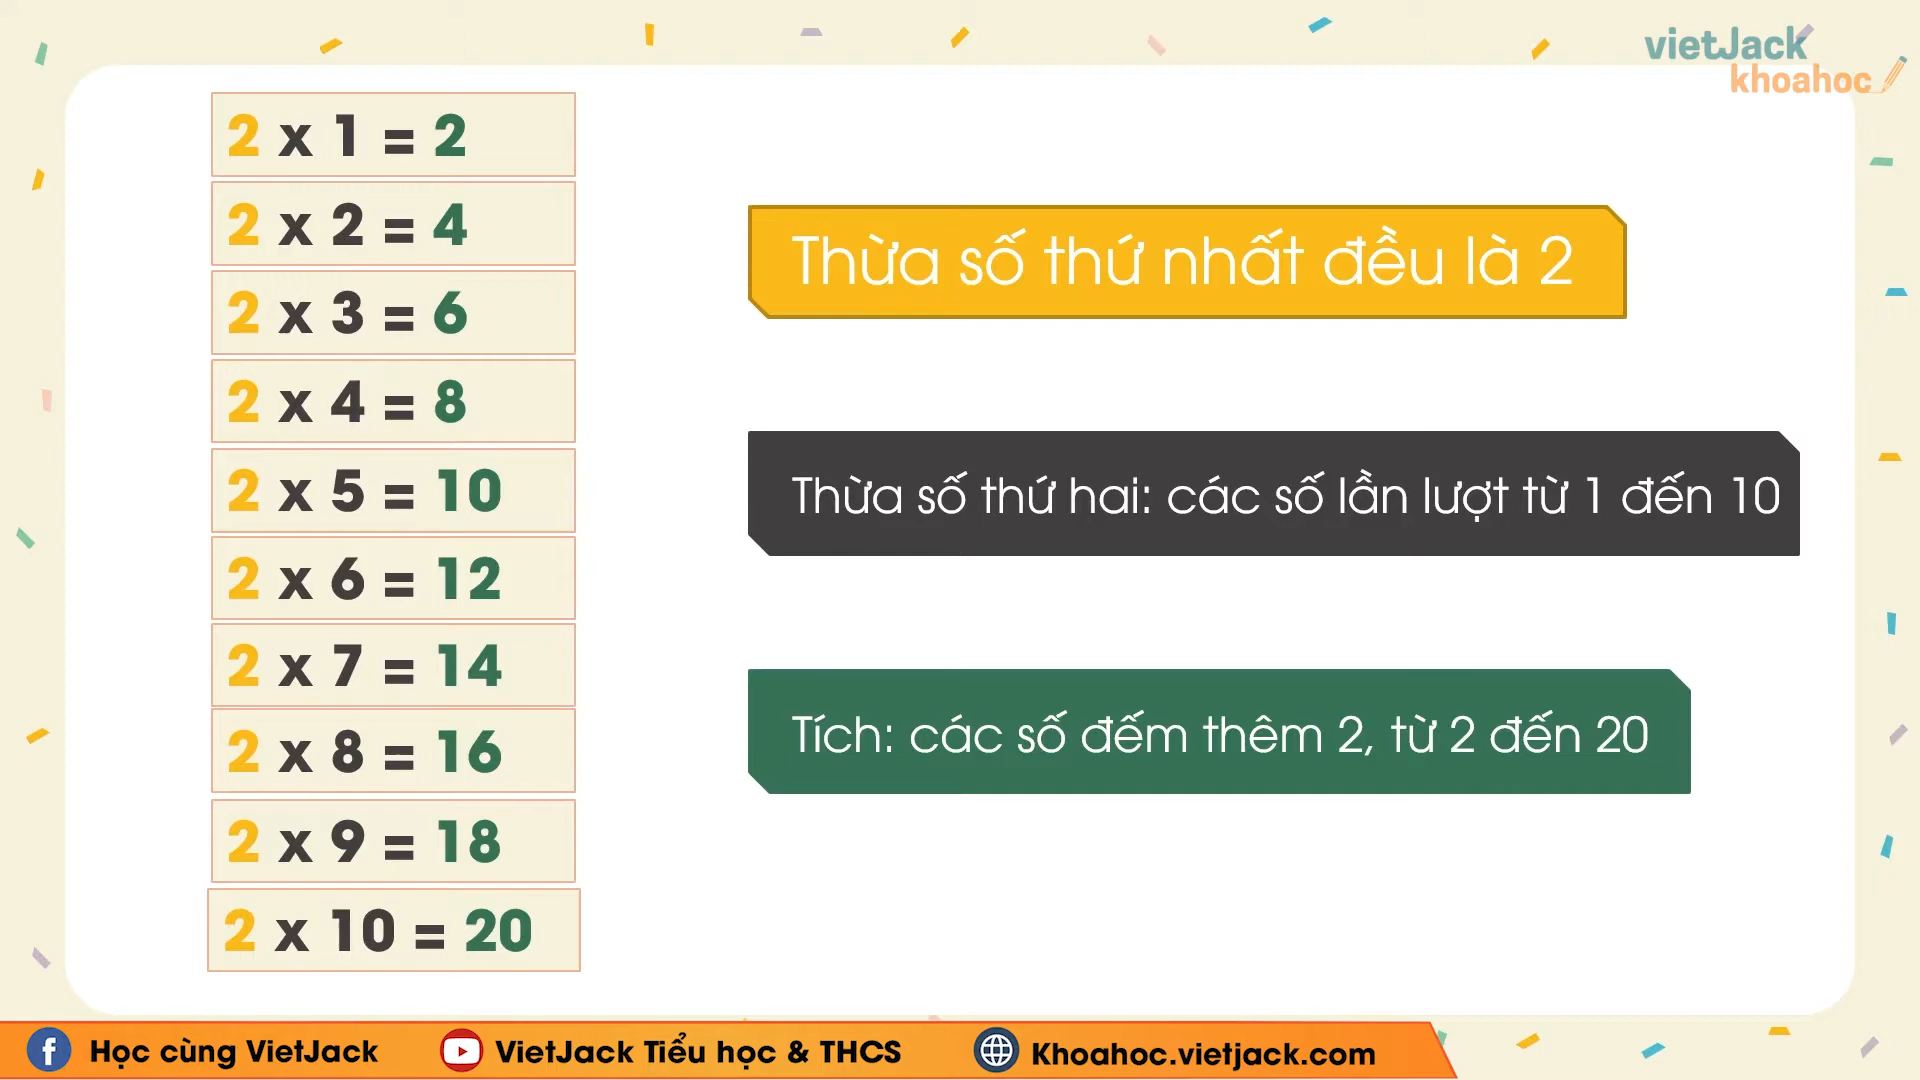 vietJack
khoahoc
2 x 1 = 2
2 x 2 = 4
2 x 3 = 6
2 x 4 = 8
2 x 5 = 10
2 x 6 = 12
2 x 7 = 14
2 x 8 = 16
2 x 9 = 18
2 x 10 = 20
Thừa số thứ nhất đều là 2
Thừa số thứ hai: các số lần lượt từ 1 đến 10
Tích: các số đếm thêm 2, từ 2 đến 20
Học cùng VietJack
VietJack Tiểu học & THCS
Khoahoc.vietjack.com